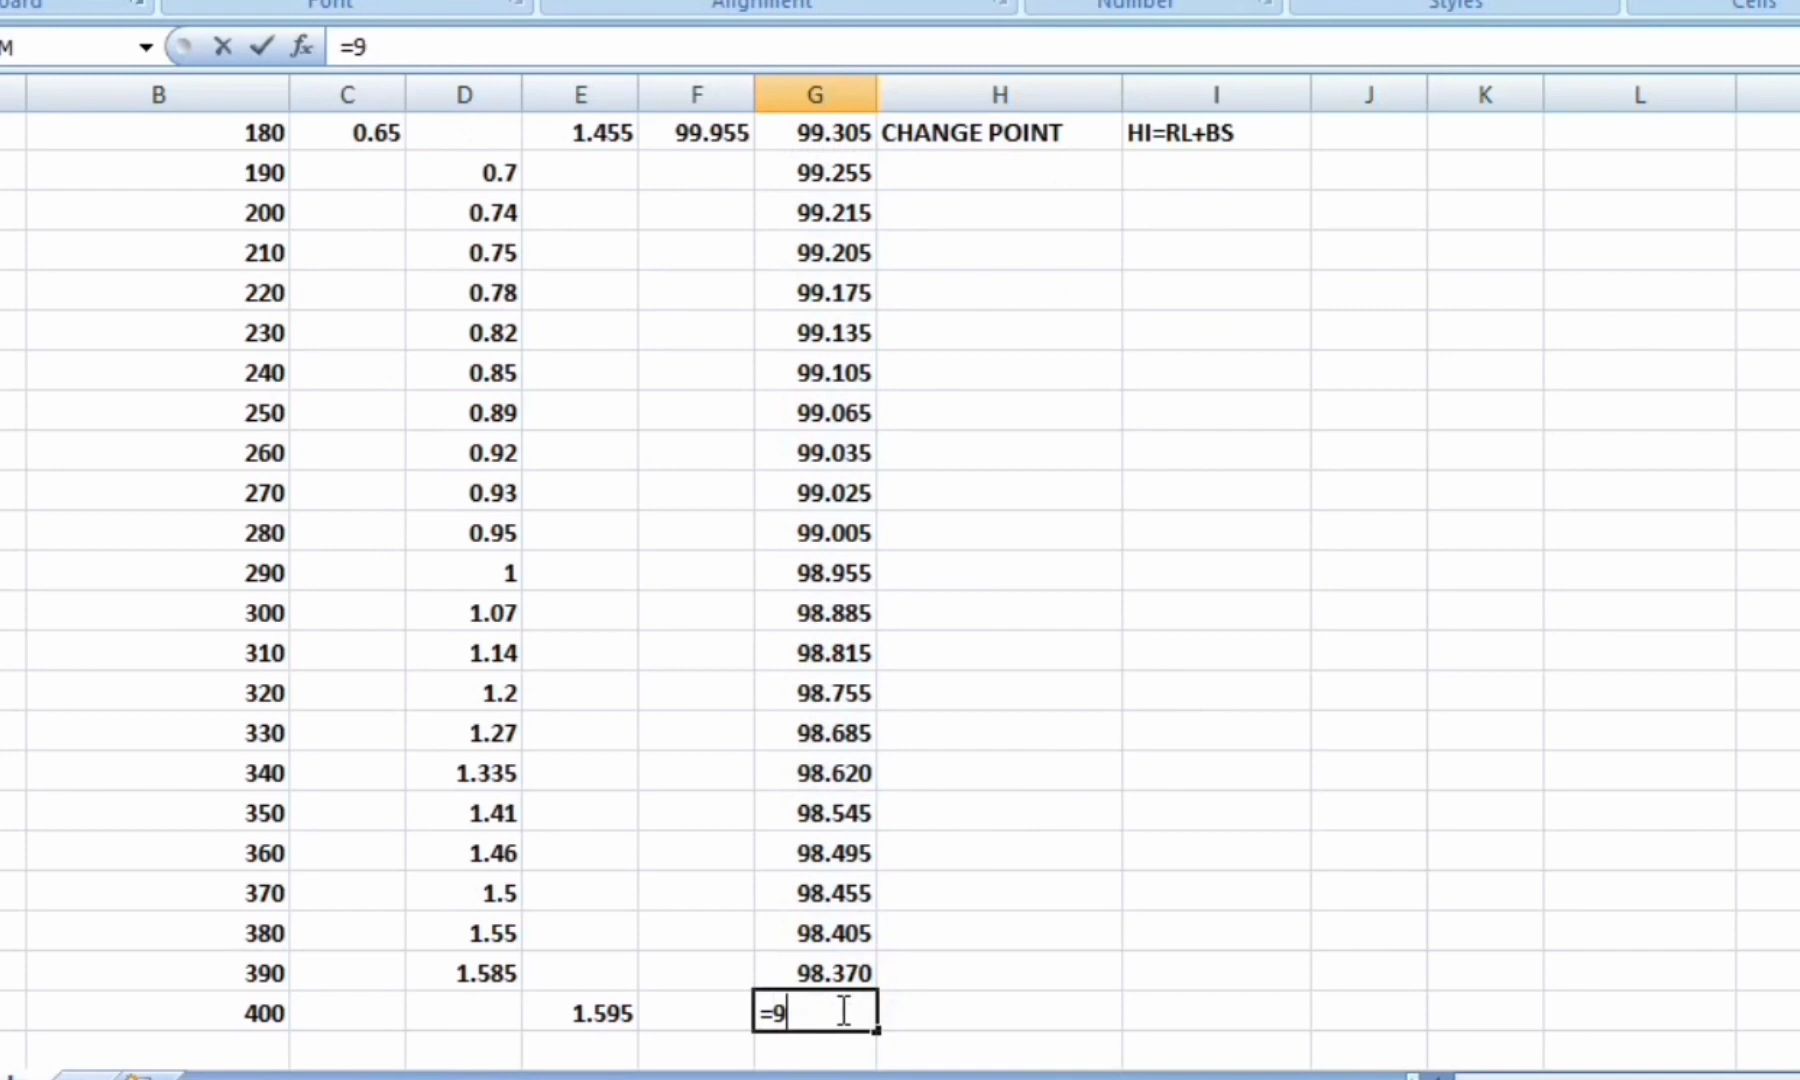 oard Font Alignment Number Styles Cells
M fx =9
B C D E F G H I J K L
180 0.65 1.455 99.955 99.305 CHANGE POINT HI=RL+BS
190 0.7 99.255
200 0.74 99.215
210 0.75 99.205
220 0.78 99.175
230 0.82 99.135
240 0.85 99.105
250 0.89 99.065
260 0.92 99.035
270 0.93 99.025
280 0.95 99.005
290 1 98.955
300 1.07 98.885
310 1.14 98.815
320 1.2 98.755
330 1.27 98.685
340 1.335 98.620
350 1.41 98.545
360 1.46 98.495
370 1.5 98.455
380 1.55 98.405
390 1.585 98.370
400 1.595 =9